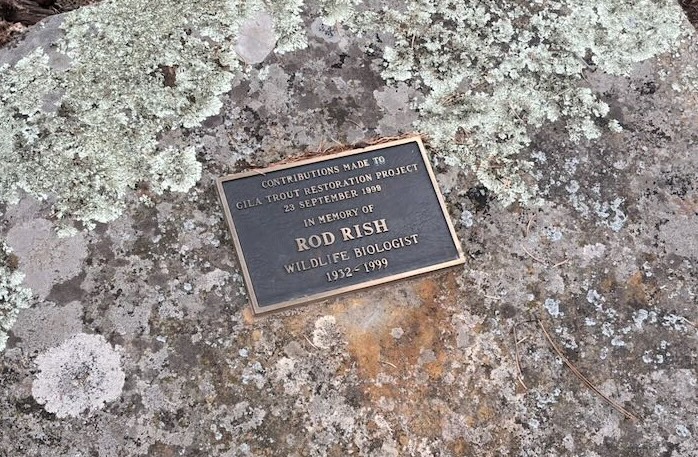 CONTRIBUTIONS MADE TO
GILA TROUT RESTORATION PROJECT
23 SEPTEMBER 1999
IN MEMORY OF
ROD RISH
WILDLIFE BIOLOGIST
1932 - 1999